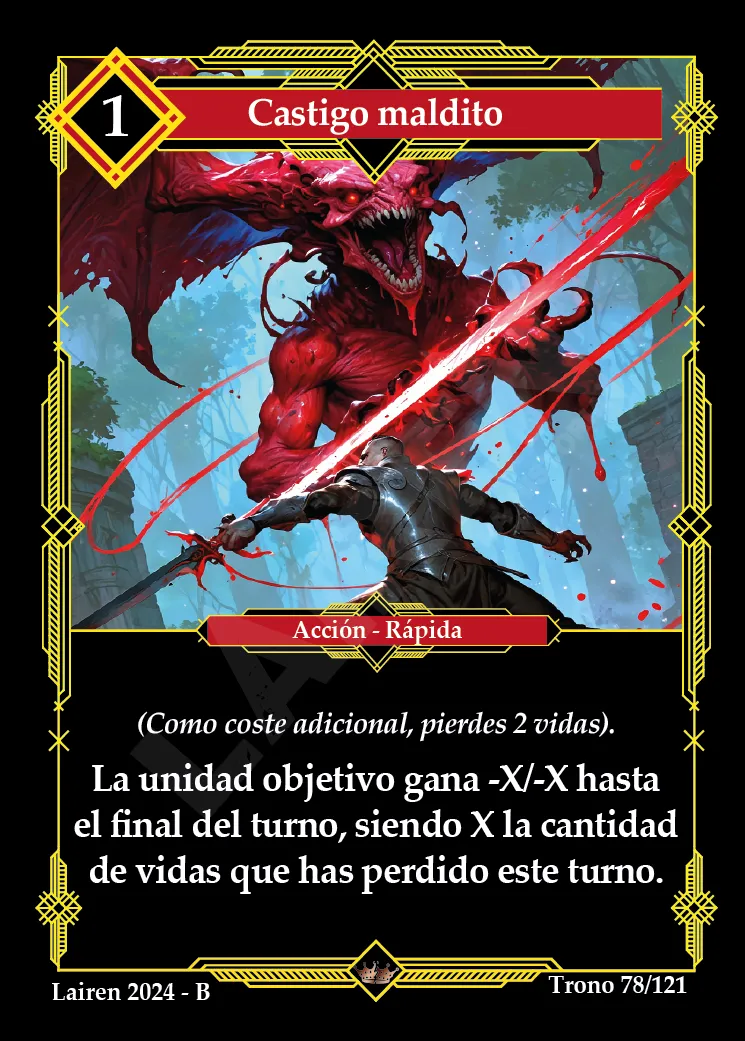 1
Castigo maldito
Acción - Rápida
(Como coste adicional, pierdes 2 vidas).
La unidad objetivo gana -X/-X hasta
el final del turno, siendo X la cantidad
de vidas que has perdido este turno.
Lairen 2024 - B
Trono 78/121